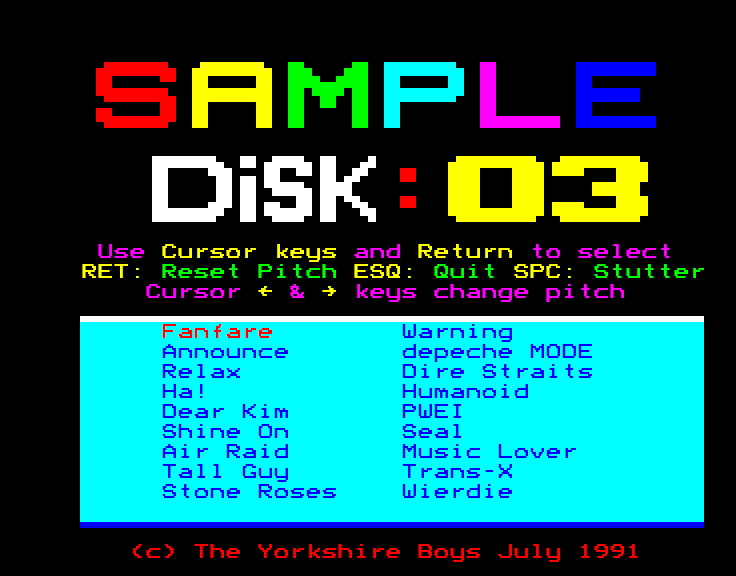 SAMPLE
DiSK:03
Use Cursor keys and Return to select
RET: Reset Pitch ESQ: Quit SPC: Stutter
Cursor ← & → keys change pitch
Fanfare Warning
Announce depeche MODE
Relax Dire Straits
Ha! Humanoid
Dear Kim PWEI
Shine On Seal
Air Raid Music Lover
Tall Guy Trans-X
Stone Roses Wierdie
(c) The Yorkshire Boys July 1991